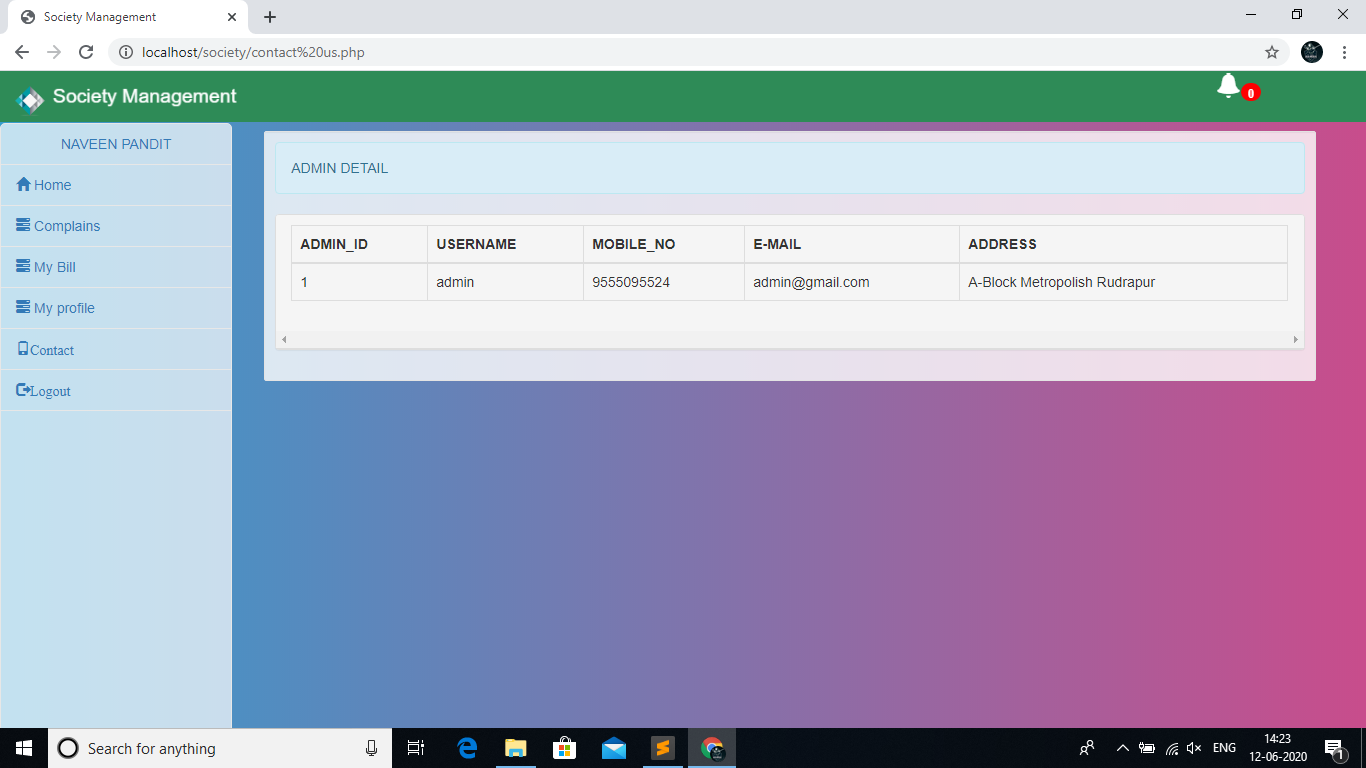 Society Management
localhost/society/contact%20us.php
Society Management
0
NAVEEN PANDIT
Home
Complains
My Bill
My profile
Contact
Logout
ADMIN DETAIL
ADMIN_ID USERNAME MOBILE_NO E-MAIL ADDRESS
1 admin 9555095524 admin@gmail.com A-Block Metropolish Rudrapur
Search for anything
ENG
14:23
12-06-2020
1